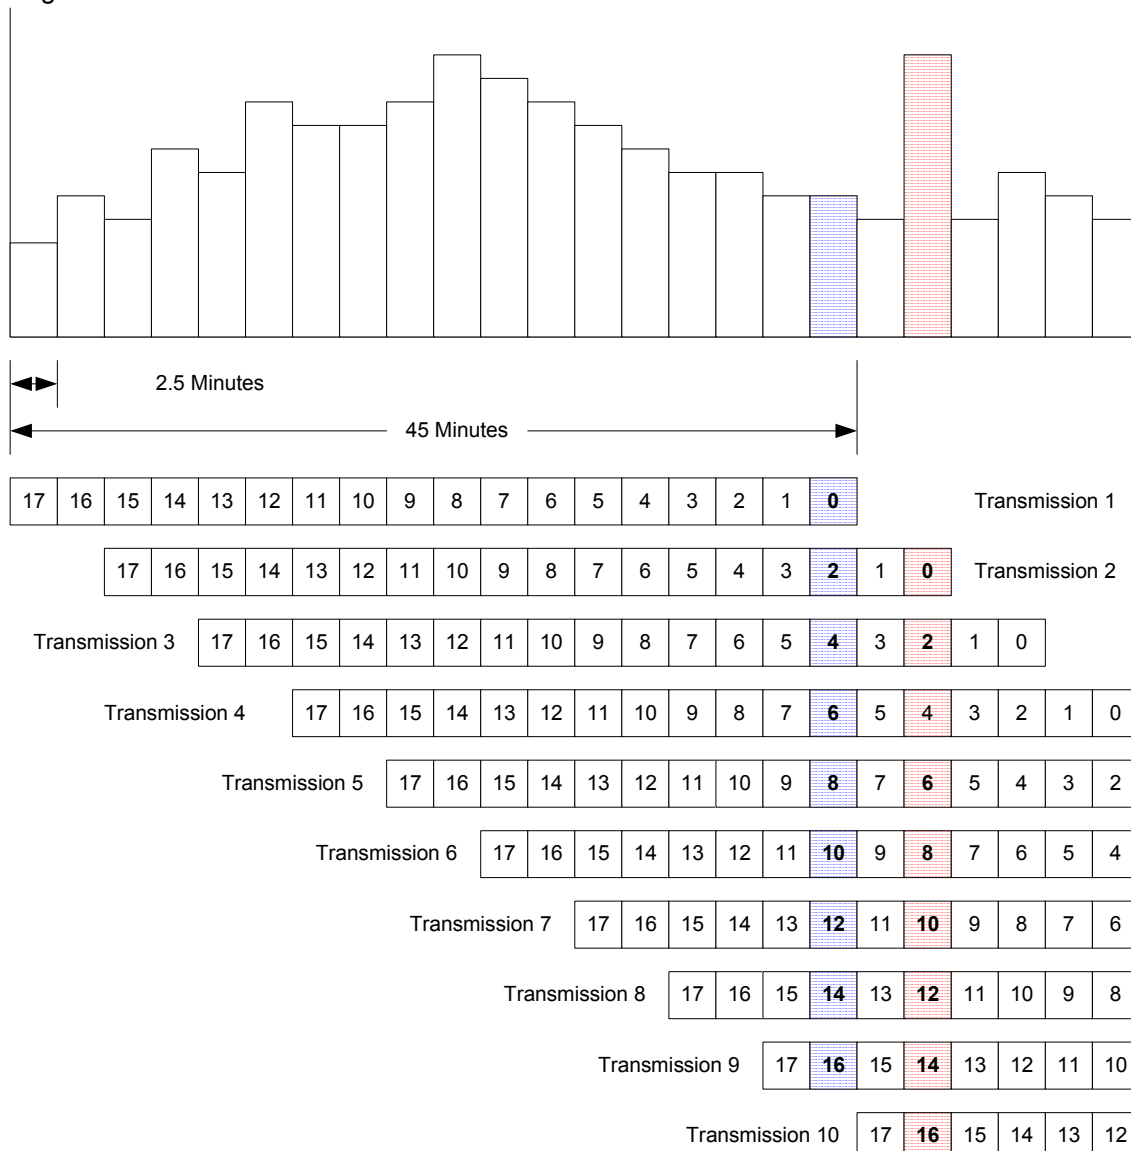 2.5 Minutes
45 Minutes
17 16 15 14 13 12 11 10 9 8 7 6 5 4 3 2 1 0 Transmission 1
17 16 15 14 13 12 11 10 9 8 7 6 5 4 3 2 1 0 Transmission 2
Transmission 3 17 16 15 14 13 12 11 10 9 8 7 6 5 4 3 2 1 0
Transmission 4 17 16 15 14 13 12 11 10 9 8 7 6 5 4 3 2 1 0
Transmission 5 17 16 15 14 13 12 11 10 9 8 7 6 5 4 3 2
Transmission 6 17 16 15 14 13 12 11 10 9 8 7 6 5 4
Transmission 7 17 16 15 14 13 12 11 10 9 8 7 6
Transmission 8 17 16 15 14 13 12 11 10 9 8
Transmission 9 17 16 15 14 13 12 11 10
Transmission 10 17 16 15 14 13 12